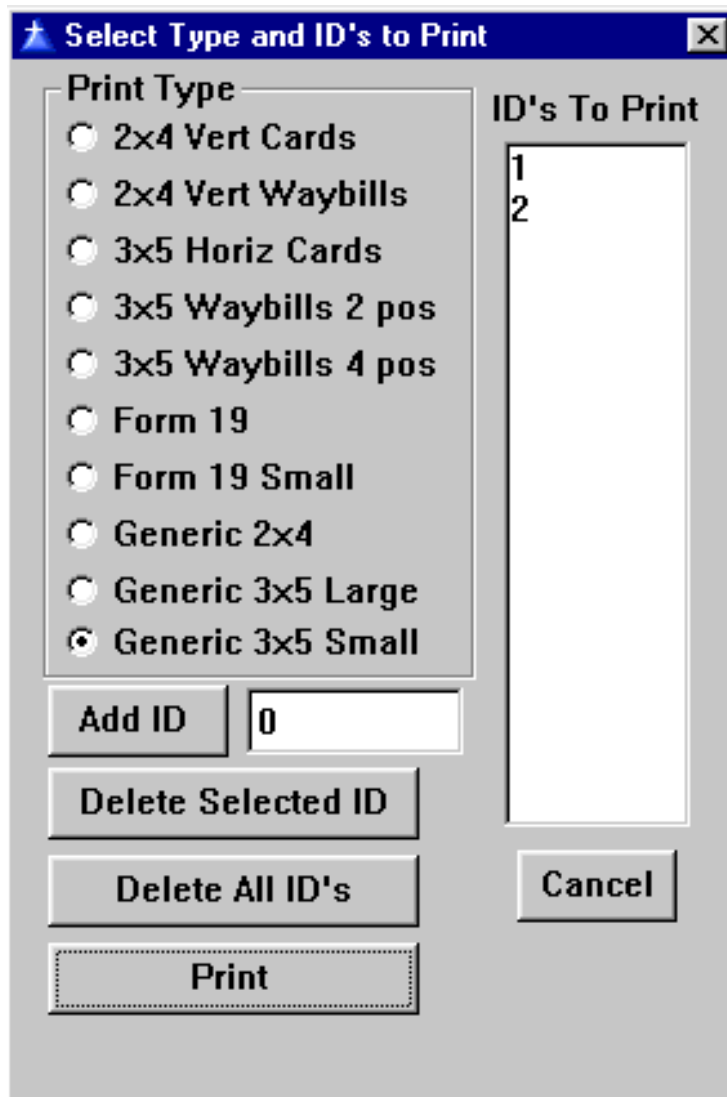 Select Type and ID's to Print
Print Type
2x4 Vert Cards
2x4 Vert Waybills
3x5 Horiz Cards
3x5 Waybills 2 pos
3x5 Waybills 4 pos
Form 19
Form 19 Small
Generic 2x4
Generic 3x5 Large
Generic 3x5 Small
ID's To Print
1
2
Add ID
0
Delete Selected ID
Delete All ID's
Cancel
Print